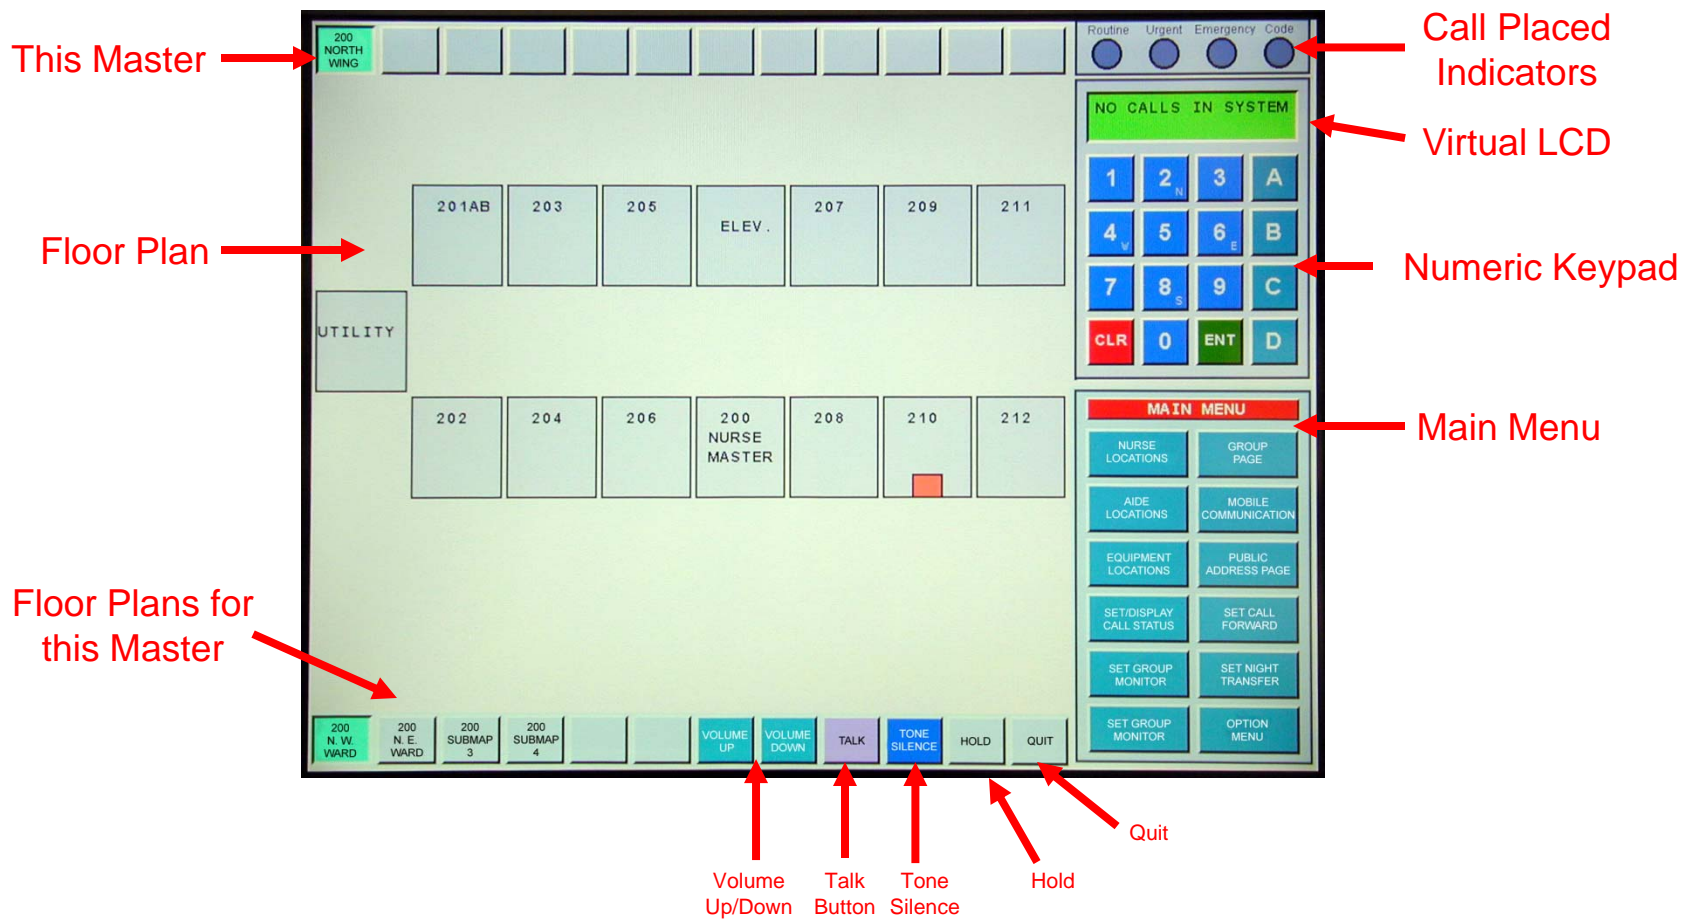 This Master
200
NORTH
WING
Routine Urgent Emergency Code
Call Placed
Indicators
NO CALLS IN SYSTEM
Virtual LCD
1 2 N 3 A
4 W 5 6 E B
7 8 S 9 C
CLR 0 ENT D
Numeric Keypad
Floor Plan
201AB 203 205 ELEV. 207 209 211
UTILITY
202 204 206 200 208 210 212
NURSE
MASTER
MAIN MENU
Main Menu
NURSE
LOCATIONS
GROUP
PAGE
AIDE
LOCATIONS
MOBILE
COMMUNICATION
EQUIPMENT
LOCATIONS
PUBLIC
ADDRESS PAGE
SET/DISPLAY
CALL STATUS
SET CALL
FORWARD
SET GROUP
MONITOR
SET NIGHT
TRANSFER
SET GROUP
MONITOR
OPTION
MENU
Floor Plans for
this Master
200
N. W.
WARD
200
N. E.
WARD
200
SUBMAP
3
200
SUBMAP
4
VOLUME
UP
VOLUME
DOWN
TALK
TONE
SILENCE
HOLD
QUIT
Volume
Up/Down
Talk
Button
Tone
Silence
Hold
Quit